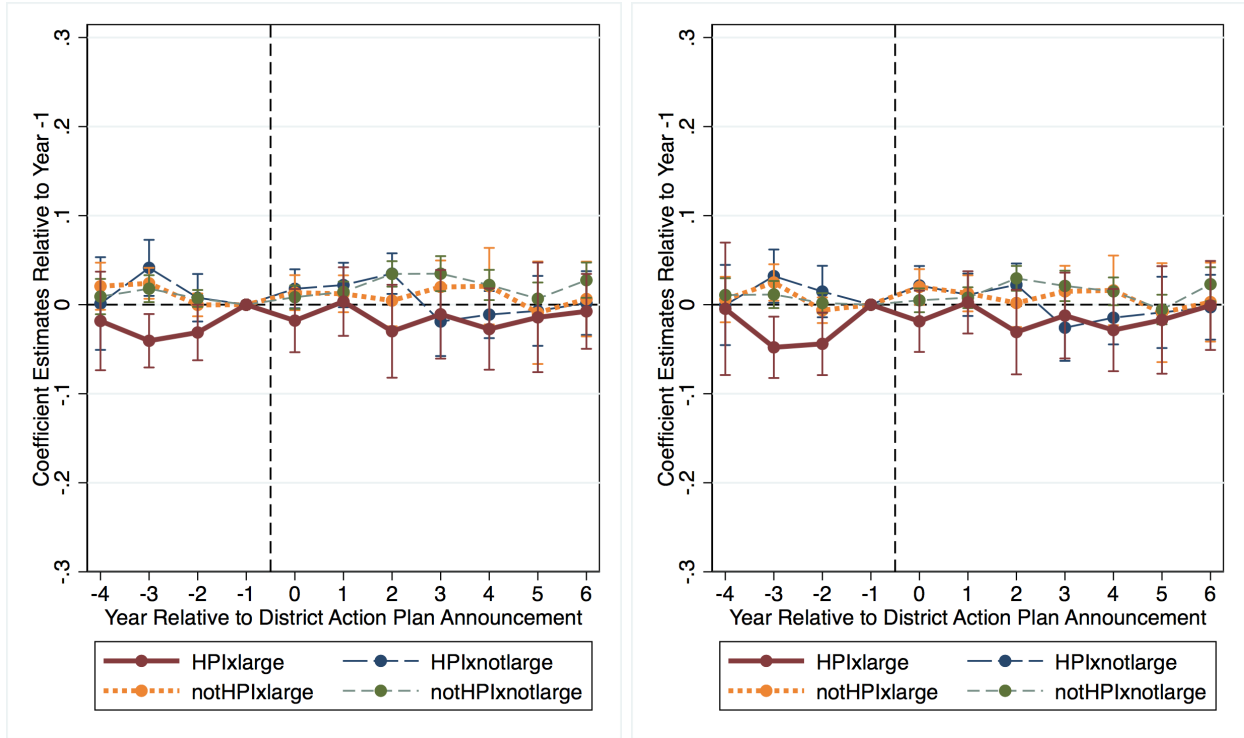 Coefficient Estimates Relative to Year -1
.3
.2
.1
0
-.1
-.2
-.3
-4 -3 -2 -1 0 1 2 3 4 5 6
Year Relative to District Action Plan Announcement
HPIxlarge HPIxnotlarge
notHPIxlarge notHPIxnotlarge
Coefficient Estimates Relative to Year -1
.3
.2
.1
0
-.1
-.2
-.3
-4 -3 -2 -1 0 1 2 3 4 5 6
Year Relative to District Action Plan Announcement
HPIxlarge HPIxnotlarge
notHPIxlarge notHPIxnotlarge